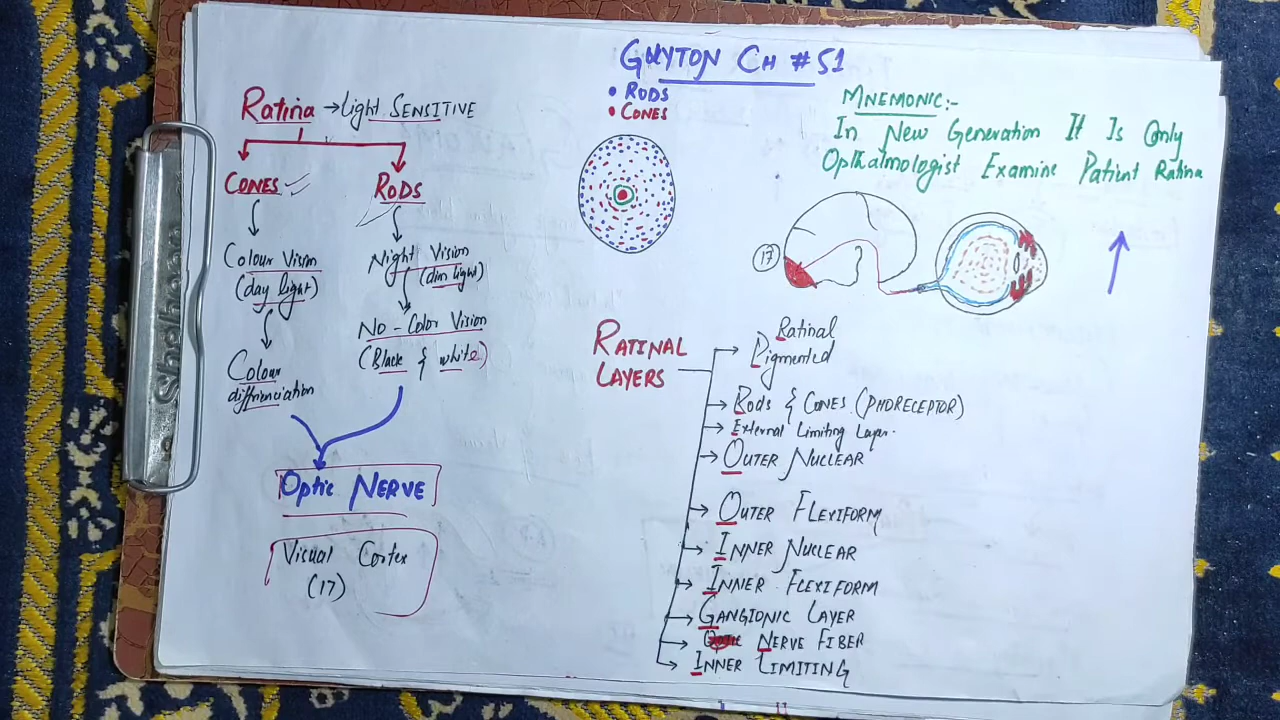 GUYTON CH # 51
• RODS
• CONES
Ratina → Light SENSITIVE
CONES
RODS
Colour Vism
(day light)
Colour
diffrenciation
Night Vision
(dim light)
No-Color Vision
(Black & white)
Optic NERVE
Visual Cortex
(17)
MNEMONIC:-
In New Generation It Is Only
Opthalmologist Examine Patient Ratina
17
RATINAL
LAYERS
Ratinal
Pigmented
Rods & CONES (PHORECEPTOR)
External Limiting Layer.
OUTER NUCLEAR
OUTER FLEXIFORM
INNER NUCLEAR
INNER FLEXIFORM
GANGIONIC LAYER
NERVE FIBER
INNER LIMITING